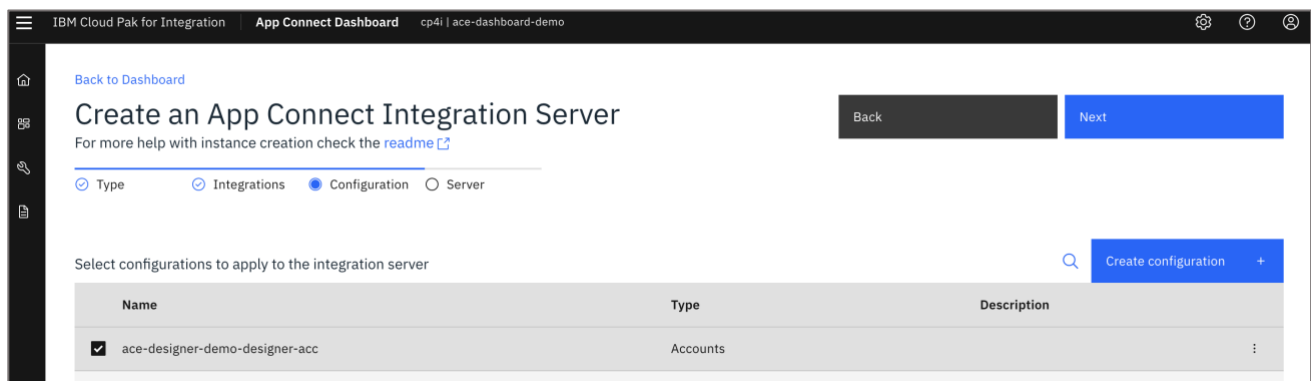 IBM Cloud Pak for Integration App Connect Dashboard cp4i | ace-dashboard-demo
Back to Dashboard
Create an App Connect Integration Server
Back
Next
For more help with instance creation check the readme
Type Integrations Configuration Server
Select configurations to apply to the integration server
Create configuration +
Name Type Description
ace-designer-demo-designer-acc Accounts